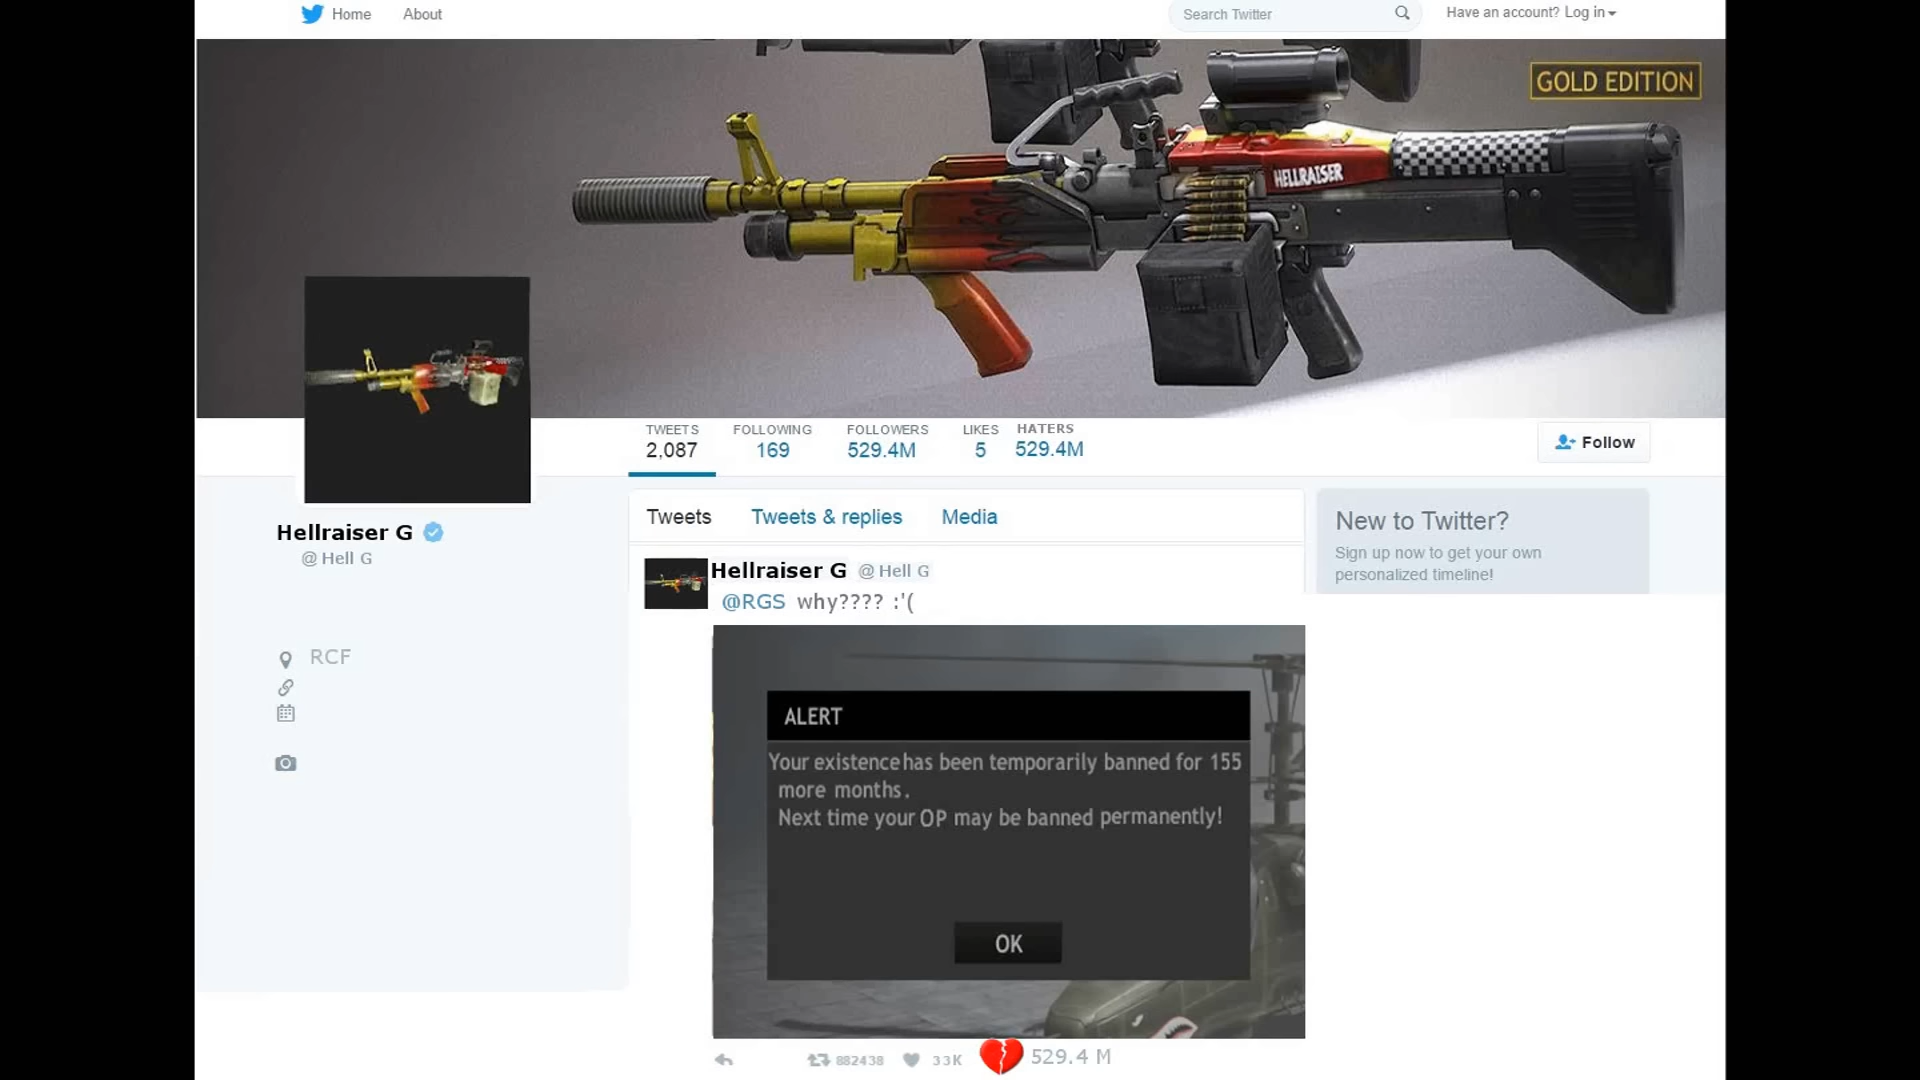 Home About Search Twitter Have an account? Log in
GOLD EDITION
HELLRAISER
TWEETS FOLLOWING FOLLOWERS LIKES HATERS
2,087 169 529.4M 5 529.4M
Follow
Hellraiser G
@ Hell G
RCF
Tweets Tweets & replies Media
Hellraiser G @ Hell G
@RGS why???? :'(
ALERT
Your existence has been temporarily banned for 155
more months.
Next time your OP may be banned permanently!
OK
882438 33K 529.4 M
New to Twitter?
Sign up now to get your own
personalized timeline!